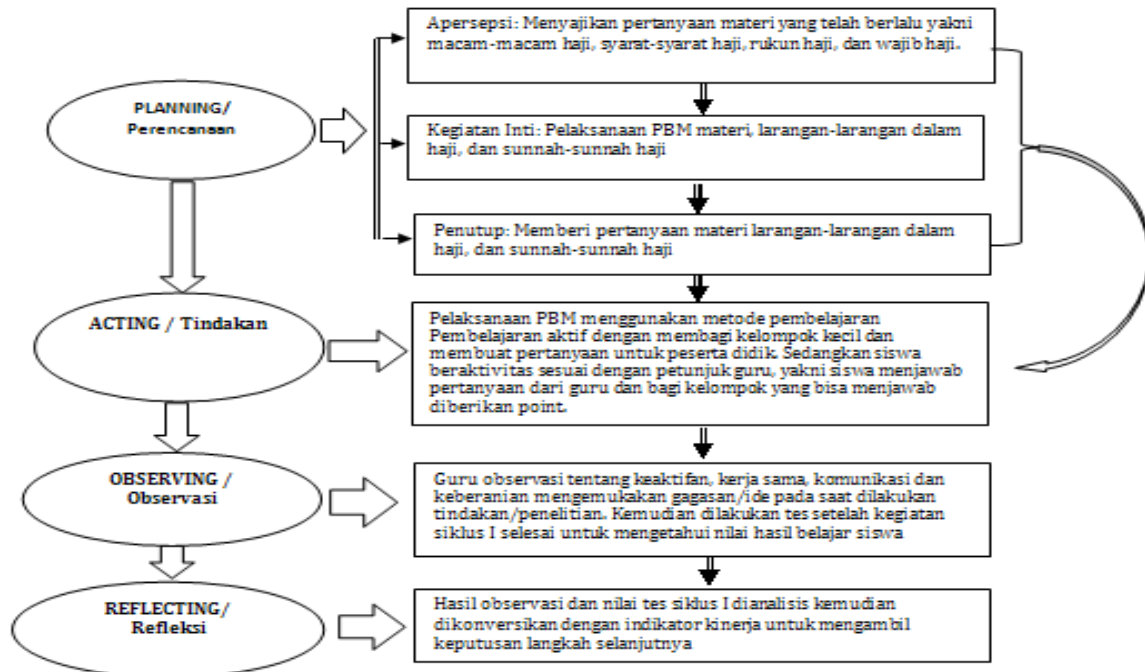 Apersepsi: Menyajikan pertanyaan materi yang telah berlalu yakni
macam-macam haji, syarat-syarat haji, rukun haji, dan wajib haji.
PLANNING/
Perencanaan
Kegiatan Inti: Pelaksanaan PBM materi, larangan-larangan dalam
haji, dan sunnah-sunnah haji
Penutup: Memberi pertanyaan materi larangan-larangan dalam
haji, dan sunnah-sunnah haji
ACTING / Tindakan
Pelaksanaan PBM menggunakan metode pembelajaran
Pembelajaran aktif dengan membagi kelompok kecil dan
membuat pertanyaan untuk peserta didik. Sedangkan siswa
beraktivitas sesuai dengan petunjuk guru, yakni siswa menjawab
pertanyaan dari guru dan bagi kelompok yang bisa menjawab
diberikan point.
OBSERVING /
Observasi
Guru observasi tentang keaktifan, kerja sama, komunikasi dan
keberanian mengemukakan gagasan/ide pada saat dilakukan
tindakan/penelitian. Kemudian dilakukan tes setelah kegiatan
siklus I selesai untuk mengetahui nilai hasil belajar siswa
REFLECTING/
Refleksi
Hasil observasi dan nilai tes siklus I dianalisis kemudian
dikonversikan dengan indikator kinerja untuk mengambil
keputusan langkah selanjutnya